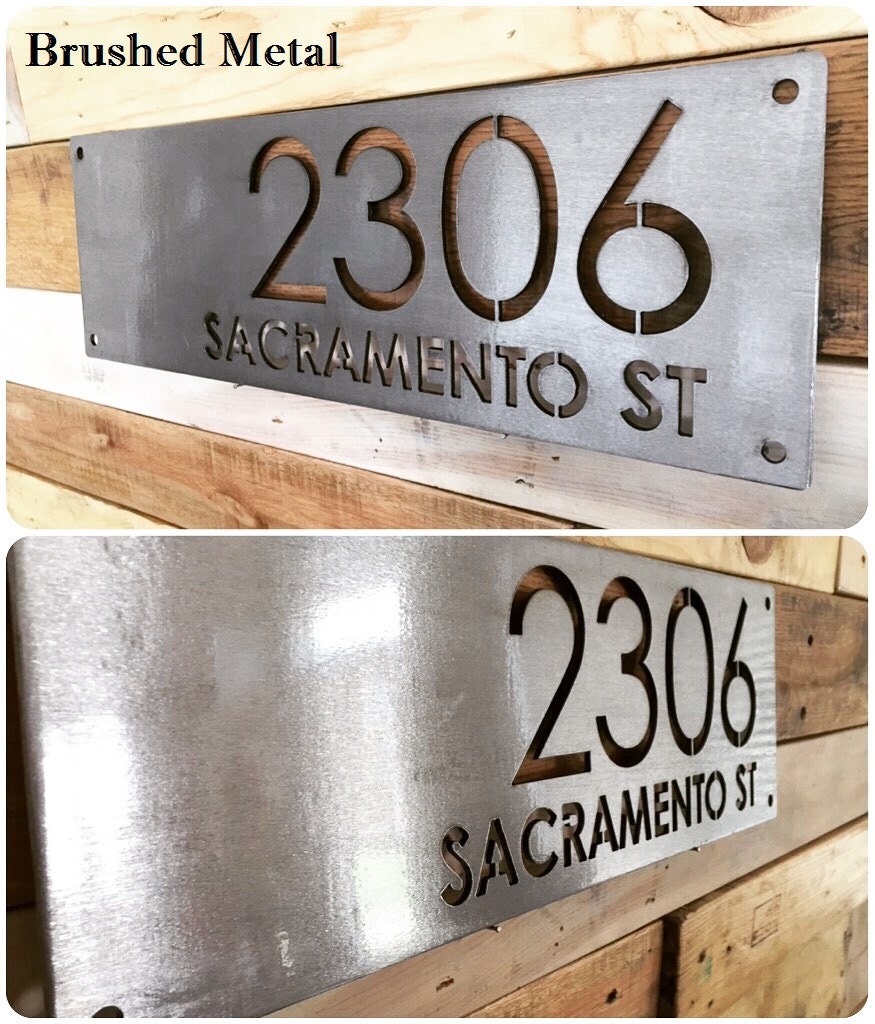 Brushed Metal
2306
SACRAMENTO ST
2306
SACRAMENTO ST